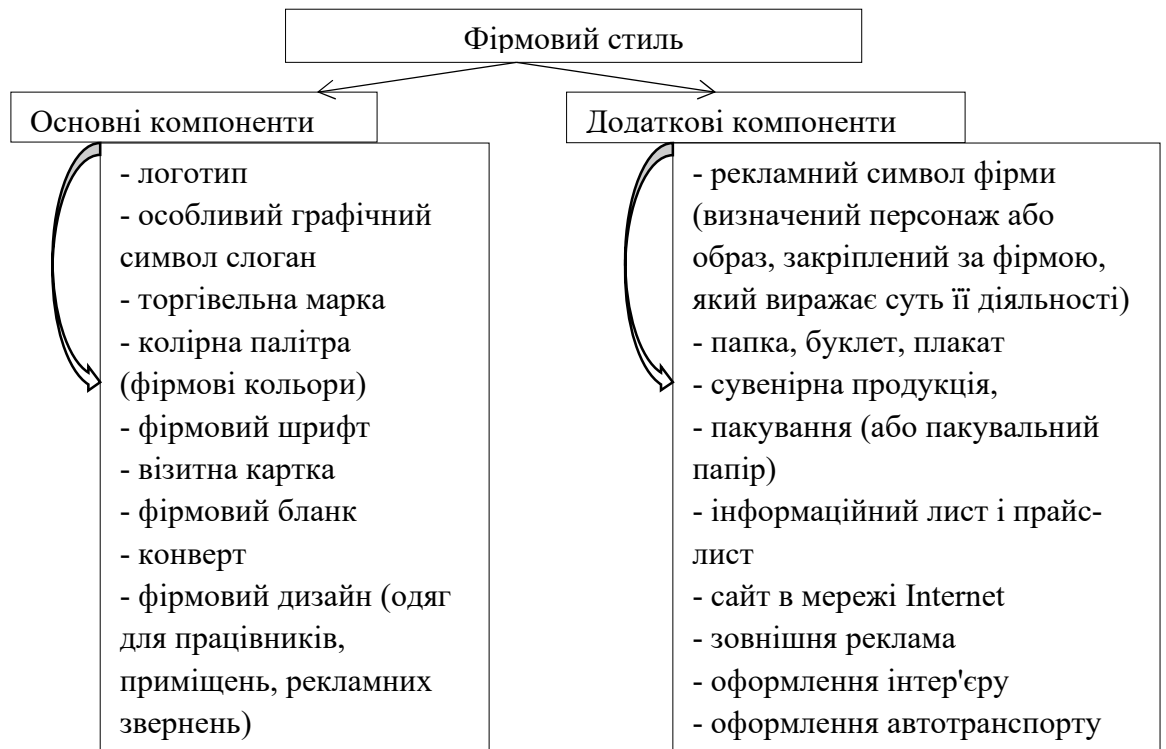 Фірмовий стиль
Основні компоненти
- логотип
- особливий графічний
символ слоган
- торгівельна марка
- колірна палітра
(фірмові кольори)
- фірмовий шрифт
- візитна картка
- фірмовий бланк
- конверт
- фірмовий дизайн (одяг
для працівників,
приміщень, рекламних
звернень)
Додаткові компоненти
- рекламний символ фірми
(визначений персонаж або
образ, закріплений за фірмою,
який виражає суть її діяльності)
- папка, буклет, плакат
- сувенірна продукція,
- пакування (або пакувальний
папір)
- інформаційний лист і прайс-
лист
- сайт в мережі Internet
- зовнішня реклама
- оформлення інтер'єру
- оформлення автотранспорту